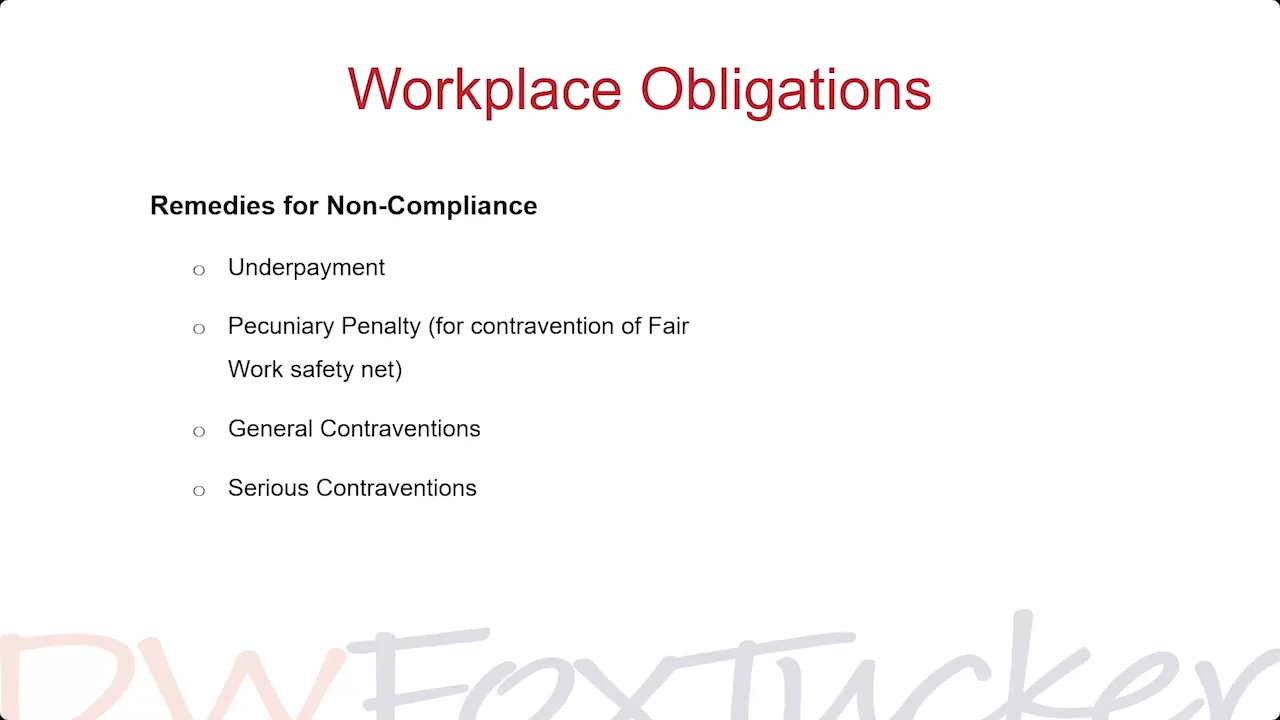 Workplace Obligations
Remedies for Non-Compliance
o Underpayment
o Pecuniary Penalty (for contravention of Fair
Work safety net)
o General Contraventions
o Serious Contraventions
DWFoxTucker